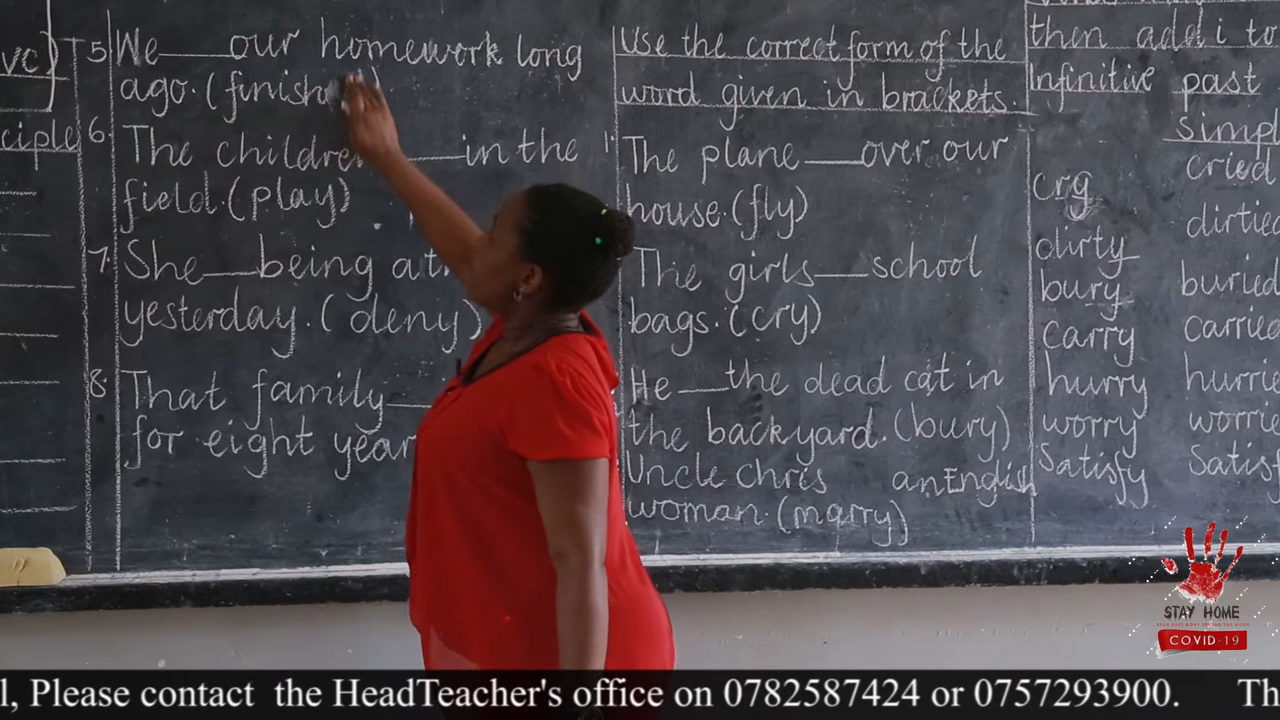 vc)
ciple
5 We ___ our homework long
ago. (finish)
6. The children ___ in the
field. (play)
7. She ___ being at
yesterday. (deny)
8. That family ___
for eight year
Use the correct form of the
word given in brackets.
1. The plane ___ over our
house. (fly)
The girls ___ school
bags. (cry)
He ___ the dead cat in
the backyard. (bury)
Uncle Chris an English
woman. (marry)
then add i to
Infinitive past
simpl
cry cried
dirty dirtied
bury buried
carry carried
hurry hurrie
worry worrie
Satisfy Satisf
STAY HOME
COVID-19
l, Please contact the HeadTeacher's office on 0782587424 or 0757293900. Th